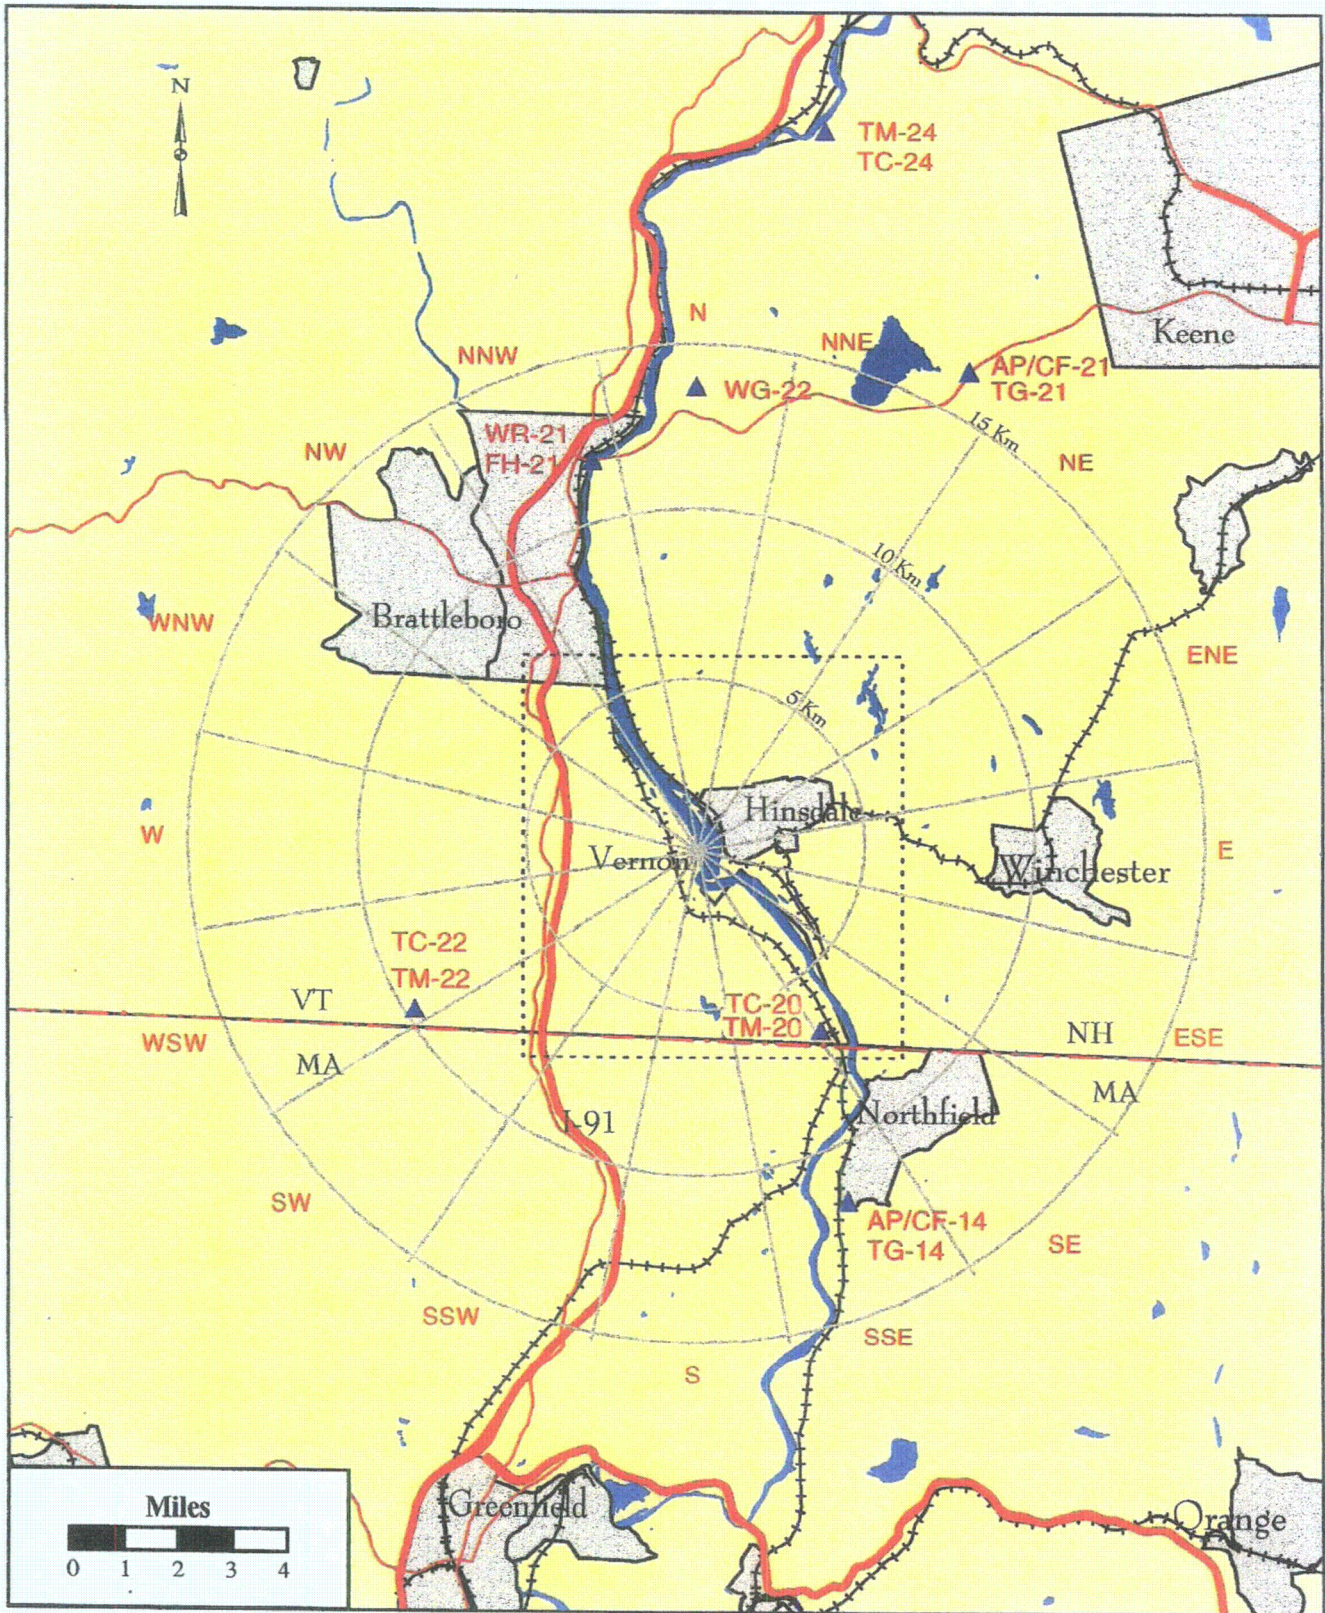 N
TM-24
TC-24
N
NNW
NNE
Keene
AP/CF-21
TG-21
WG-22
15 Km
WR-21
FH-21
NW
NE
10 Km
Brattleboro
WNW
ENE
5 Km
Hinsdale
W
Vernon
E
Winchester
TC-22
TM-22
VT
TC-20
TM-20
NH
WSW
ESE
MA
MA
I-91
Northfield
SW
AP/CF-14
TG-14
SE
SSW
SSE
S
Miles
0 1 2 3 4
Greenfield
Orange